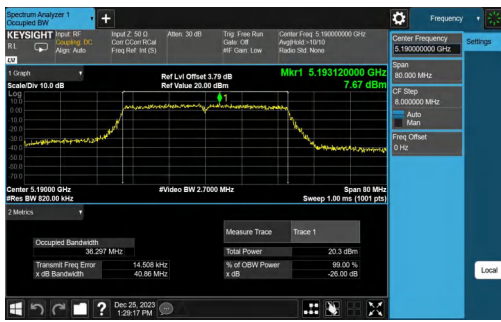 Spectrum Analyzer 1
Occupied BW
+
Frequency
KEYSIGHT Input: RF Input Z: 50 Ω Atten: 30 dB Trig: Free Run Center Freq: 5.190000000 GHz
RL Coupling: DC Corr CCorr RCal Gate: Off Avg|Hold:>10/10
Align: Auto Freq Ref: Int (S) #IF Gain: Low Radio Std: None
LW
Center Frequency
5.190000000 GHz
Settings
Span
80.000 MHz
CF Step
8.000000 MHz
Auto
Man
Freq Offset
0 Hz
Local
1 Graph
Scale/Div 10.0 dB
Ref Lvl Offset 3.79 dB
Ref Value 20.00 dBm
Mkr1 5.193120000 GHz
7.67 dBm
Log
10.0
0.00
-10.0
-20.0
-30.0
-40.0
-50.0
-60.0
-70.0
1
Center 5.19000 GHz #Video BW 2.7000 MHz Span 80 MHz
#Res BW 820.00 kHz Sweep 1.00 ms (1001 pts)
2 Metrics
Measure Trace Trace 1
Occupied Bandwidth
36.297 MHz
Total Power 20.3 dBm
Transmit Freq Error 14.508 kHz % of OBW Power 99.00 %
x dB Bandwidth 40.86 MHz x dB -26.00 dB
?
Dec 25, 2023
1:29:17 PM